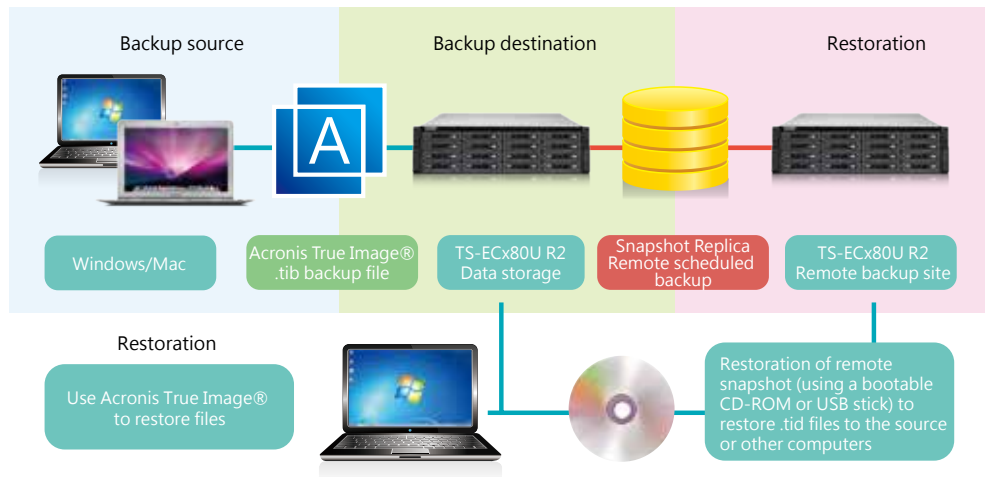 Backup source
Backup destination
Restoration
A
Windows/Mac
Acronis True Image®
.tib backup file
TS-ECx80U R2
Data storage
Snapshot Replica
Remote scheduled
backup
TS-ECx80U R2
Remote backup site
Restoration
Use Acronis True Image®
to restore files
Restoration of remote
snapshot (using a bootable
CD-ROM or USB stick) to
restore .tid files to the source
or other computers